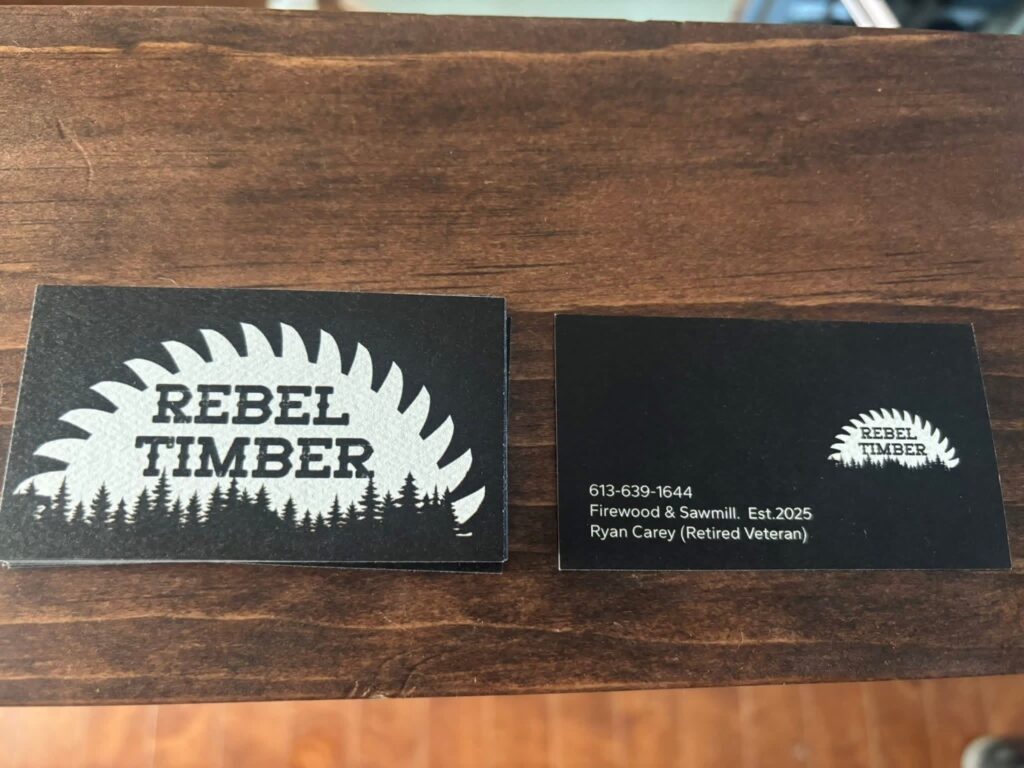 REBEL
TIMBER
REBEL
TIMBER
613-639-1644
Firewood & Sawmill. Est.2025
Ryan Carey (Retired Veteran)